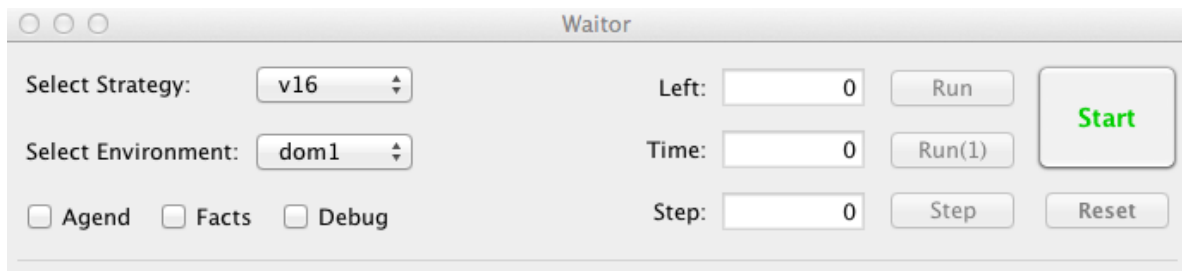 Waitor
Select Strategy: v16 Left: 0 Run
Start
Select Environment: dom1 Time: 0 Run(1)
Agend Facts Debug Step: 0 Step Reset